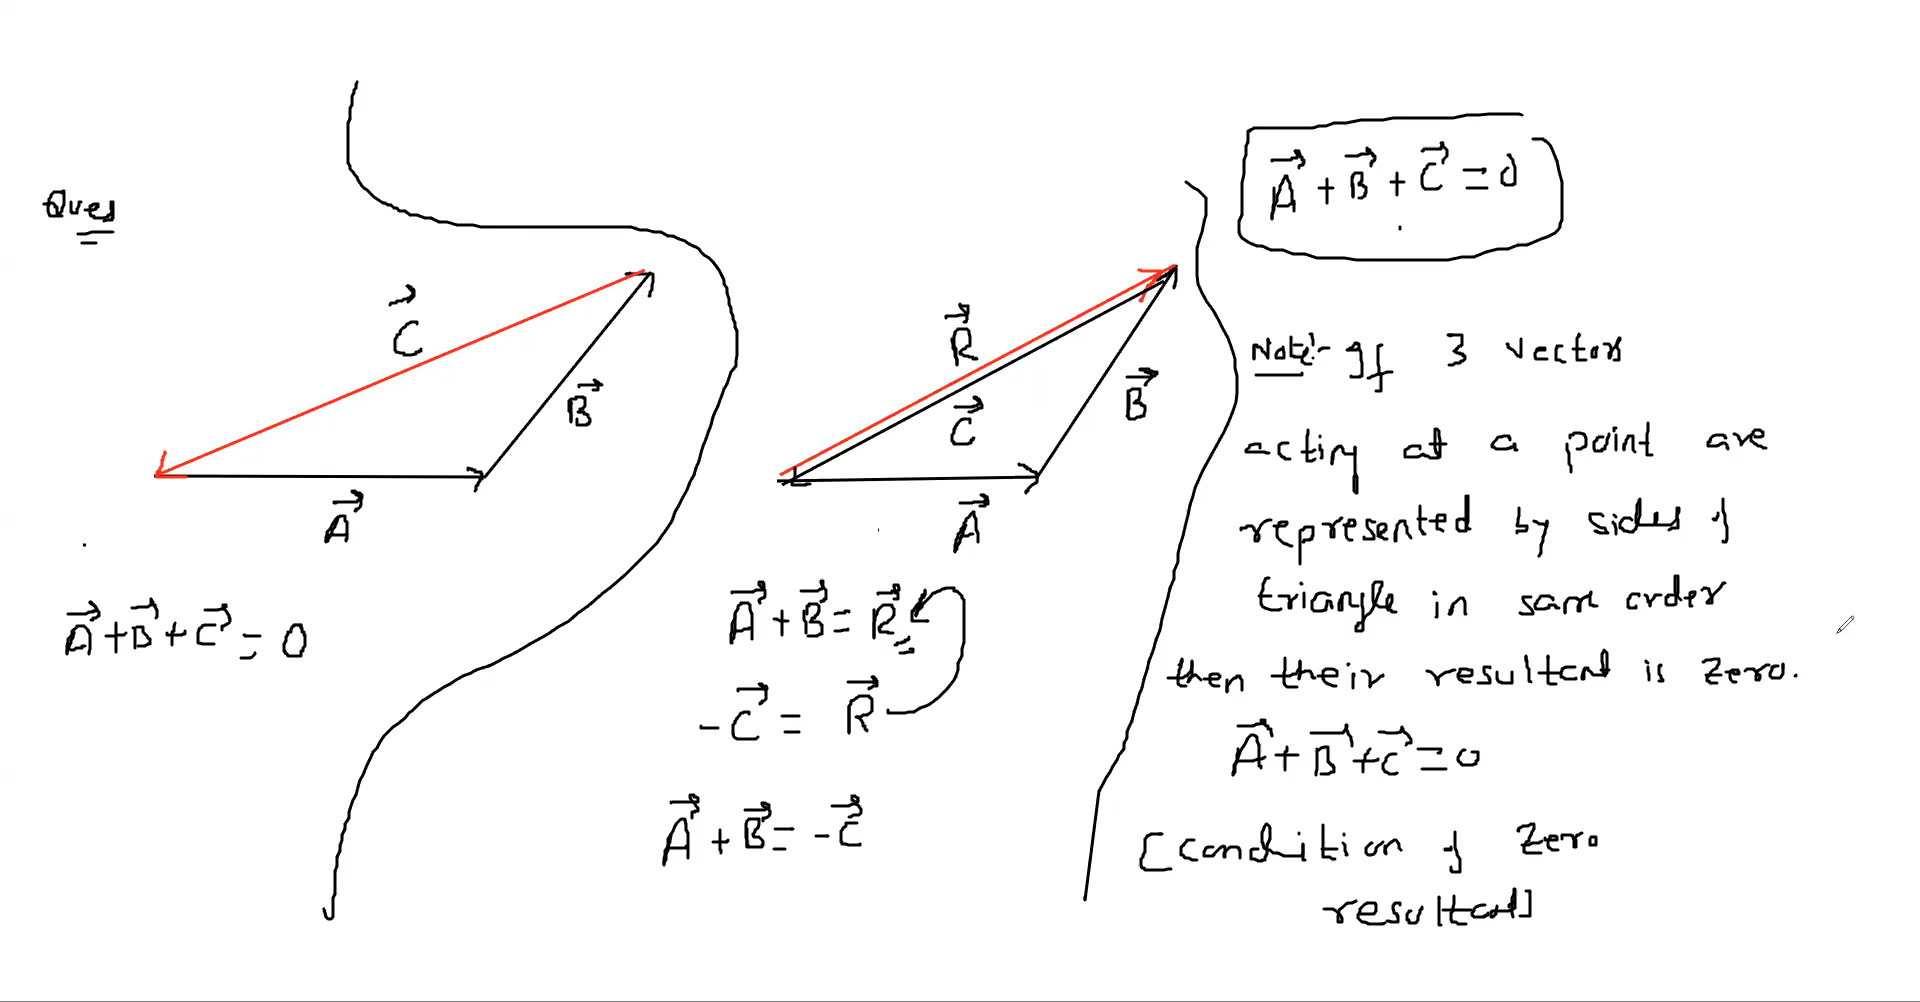 Ques
C⃗
B⃗
A⃗
A⃗ + B⃗ + C⃗ = 0
R⃗
C⃗
B⃗
A⃗
A⃗ + B⃗ = R⃗
- C⃗ = R⃗
A⃗ + B⃗ = - C⃗
A⃗ + B⃗ + C⃗ = 0
Note:- If 3 vectors
acting at a point are
represented by sides of
triangle in same order
then their resultant is zero.
A⃗ + B⃗ + C⃗ = 0
[condition of zero
resultant]